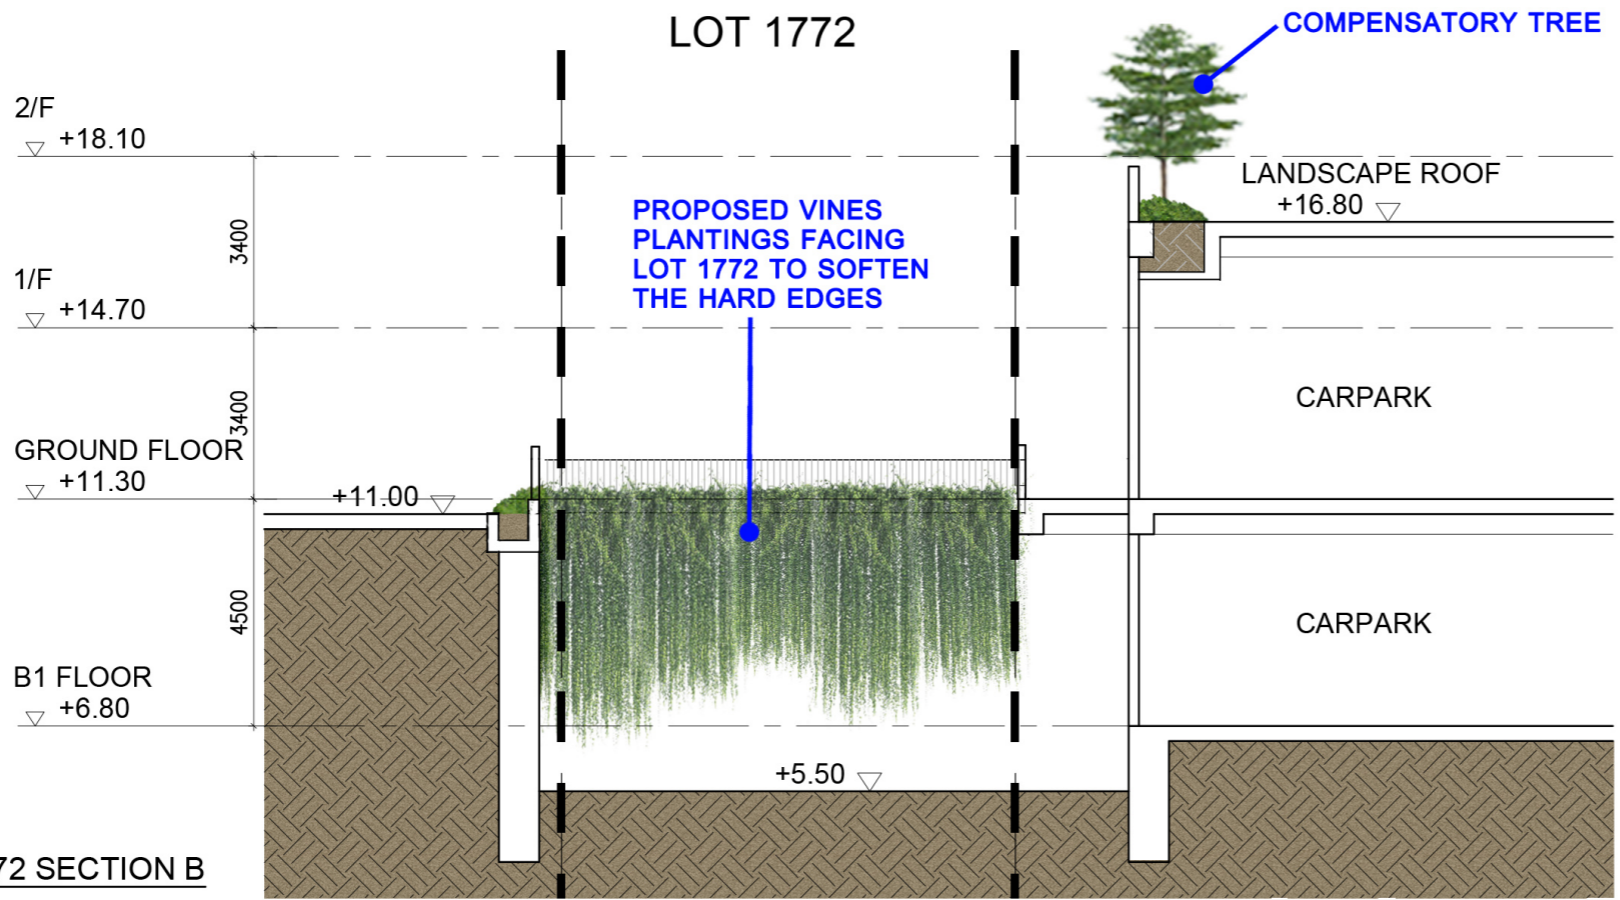 LOT 1772
COMPENSATORY TREE
2/F
+18.10
LANDSCAPE ROOF
+16.80
PROPOSED VINES
PLANTINGS FACING
LOT 1772 TO SOFTEN
THE HARD EDGES
3400
1/F
+14.70
CARPARK
3400
GROUND FLOOR
+11.30
+11.00
4500
CARPARK
B1 FLOOR
+6.80
+5.50
72 SECTION B